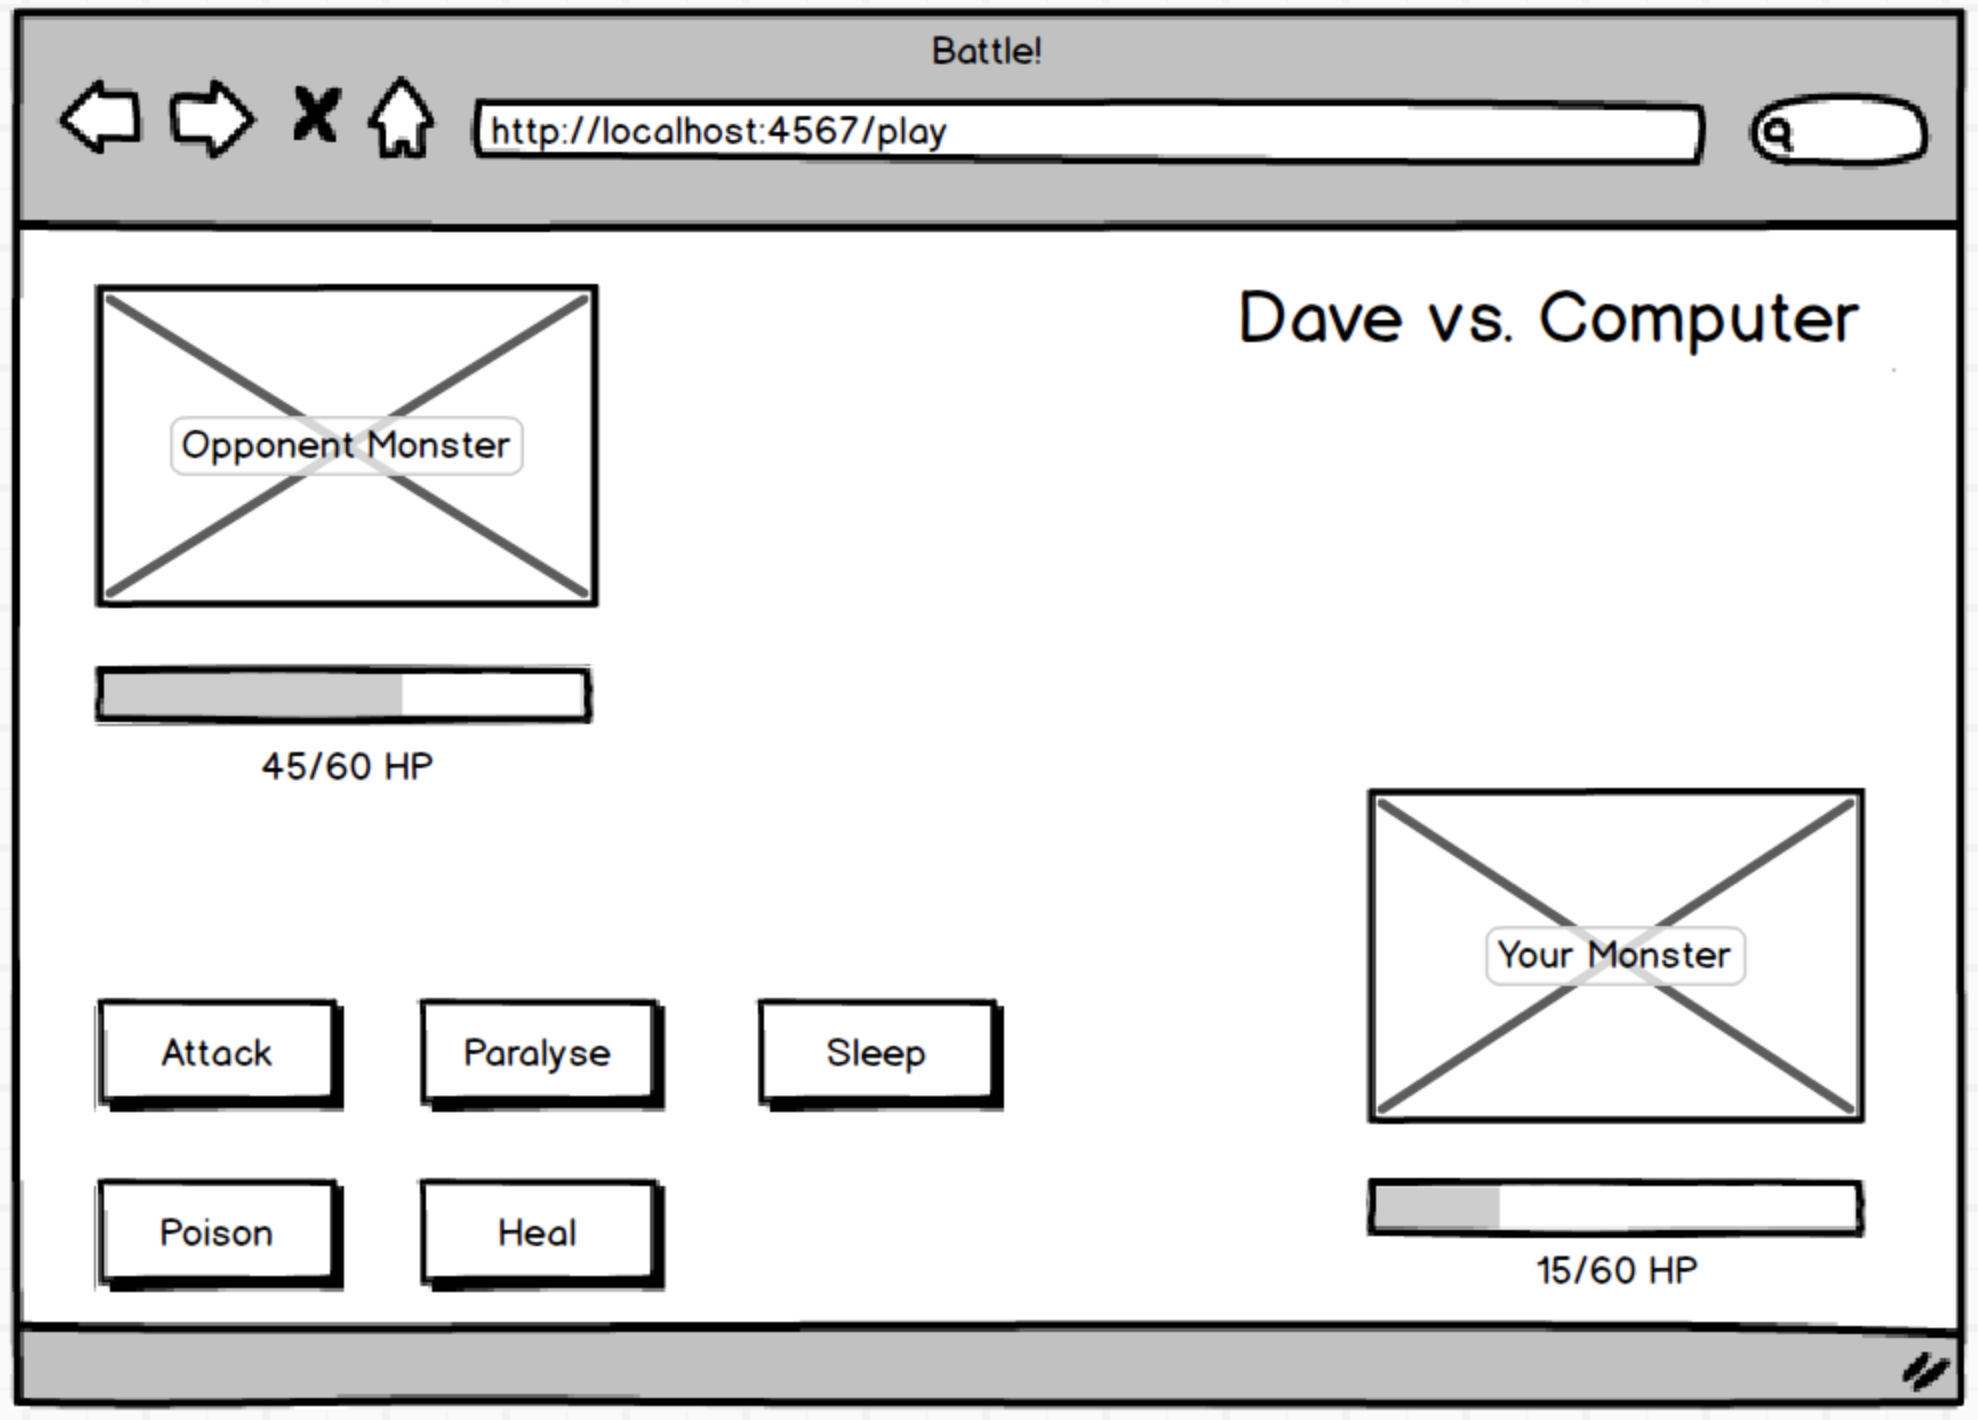 Battle!
http://localhost:4567/play
Dave vs. Computer
Opponent Monster
45/60 HP
Your Monster
15/60 HP
Attack
Paralyse
Sleep
Poison
Heal